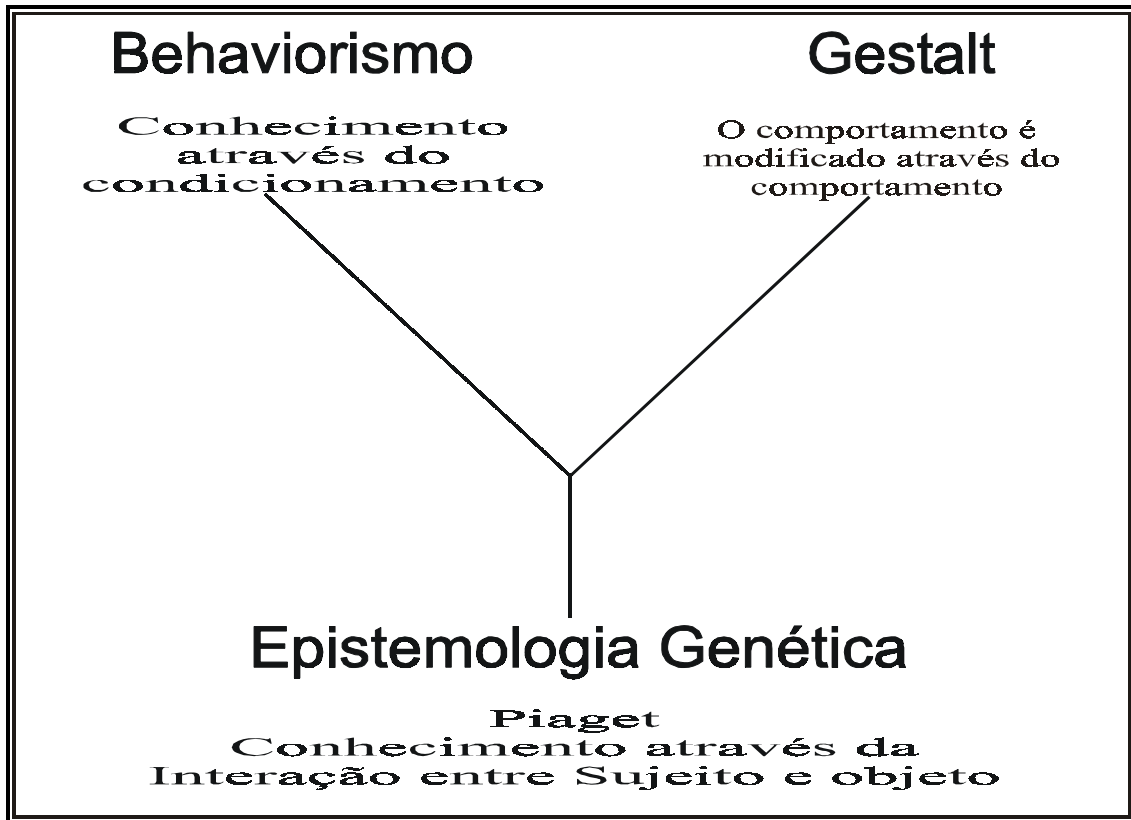 Behaviorismo
Conhecimento
através do
condicionamento
Gestalt
O comportamento é
modificado através do
comportamento
Epistemologia Genética
Piaget
Conhecimento através da
Interação entre Sujeito e objeto